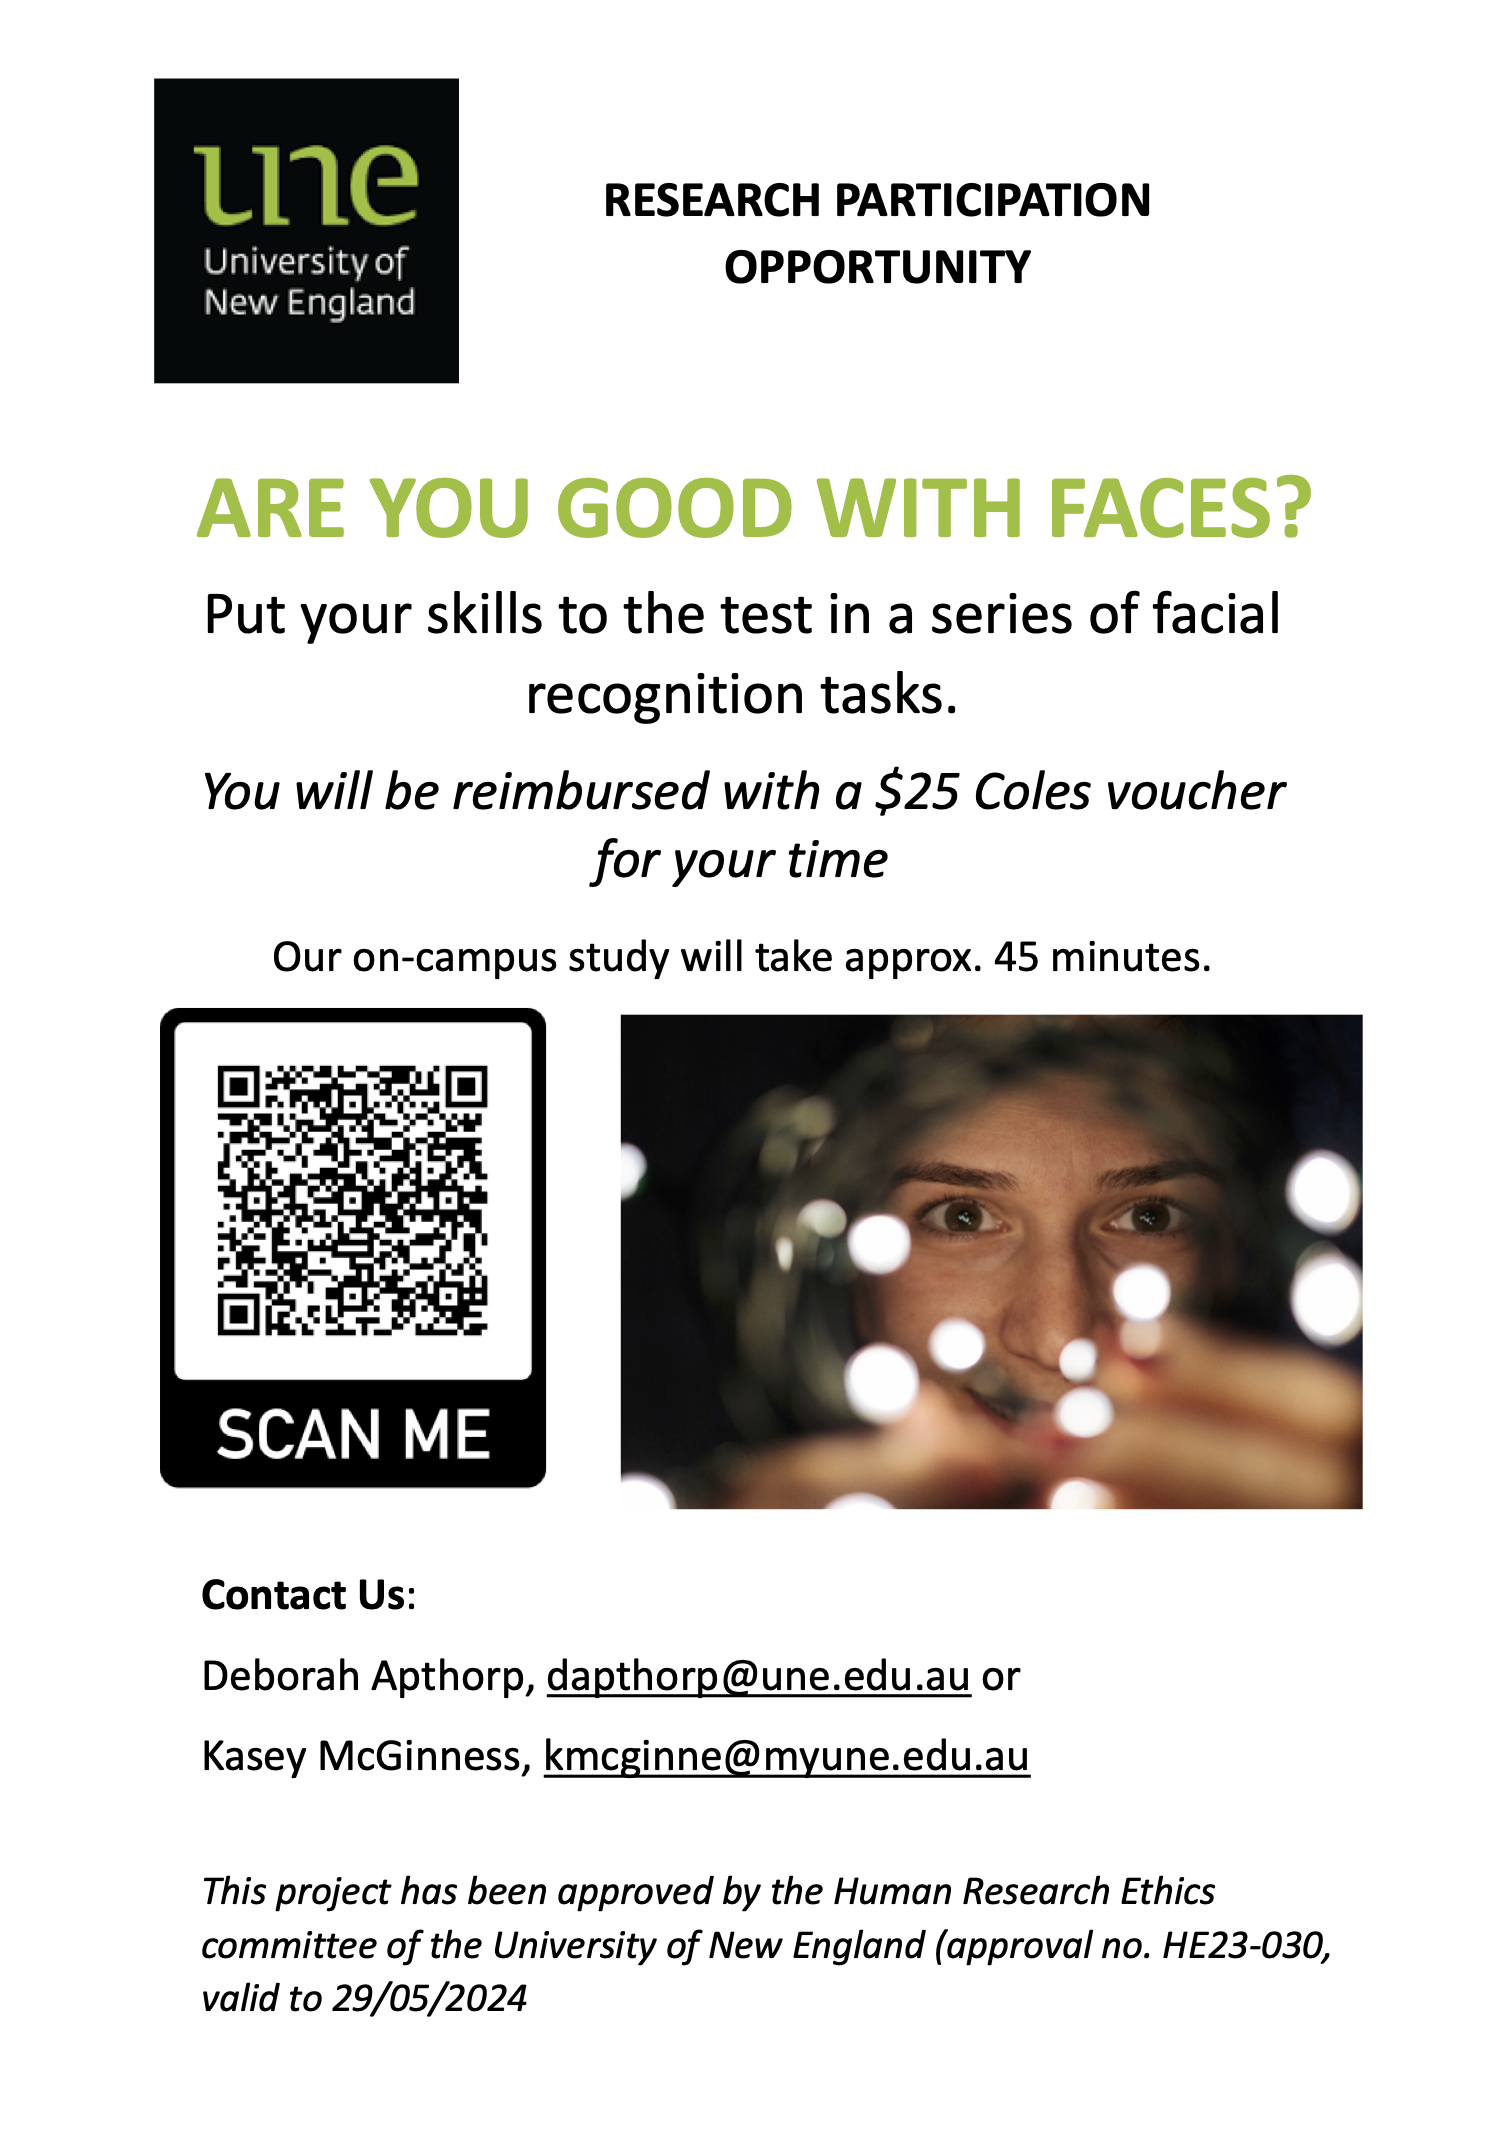 une
University of
New England
RESEARCH PARTICIPATION
OPPORTUNITY
ARE YOU GOOD WITH FACES?
Put your skills to the test in a series of facial
recognition tasks.
You will be reimbursed with a $25 Coles voucher
for your time
Our on-campus study will take approx. 45 minutes.
SCAN ME
Contact Us:
Deborah Apthorp, dapthorp@une.edu.au or
Kasey McGinness, kmcginne@myune.edu.au
This project has been approved by the Human Research Ethics
committee of the University of New England (approval no. HE23-030,
valid to 29/05/2024